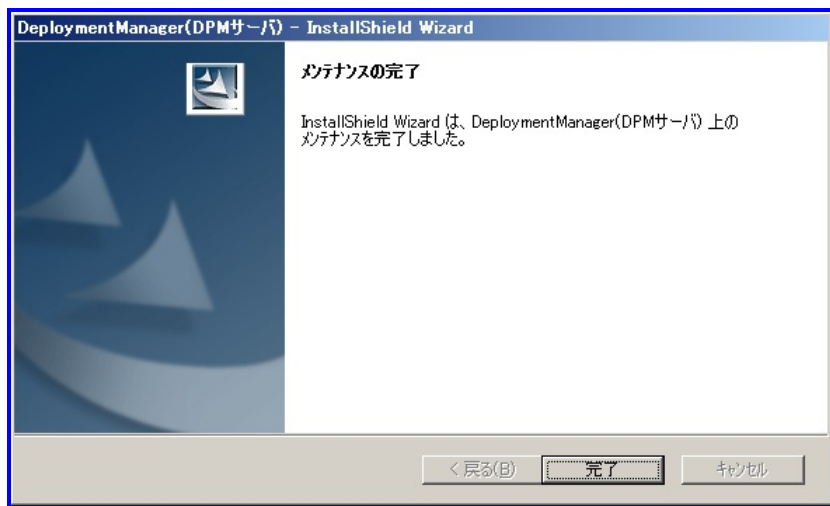 DeploymentManager(DPMサーバ) - InstallShield Wizard
メンテナンスの完了
InstallShield Wizard は、DeploymentManager(DPMサーバ) 上の
メンテナンスを完了しました。
< 戻る(B)
完了
キャンセル